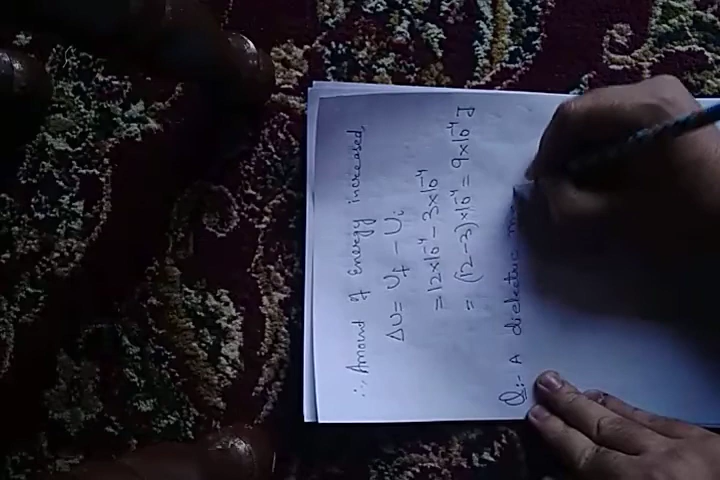 ∴ Amount of energy increased,
ΔU = U_f - U_i
= 12×10⁻⁴ - 3×10⁻⁴
= (12-3)×10⁻⁴ = 9×10⁻⁴ J
Q:- A dielectric